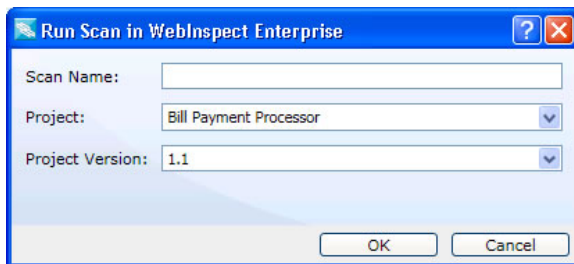 Run Scan in WebInspect Enterprise
Scan Name:
Project: Bill Payment Processor
Project Version: 1.1
OK Cancel